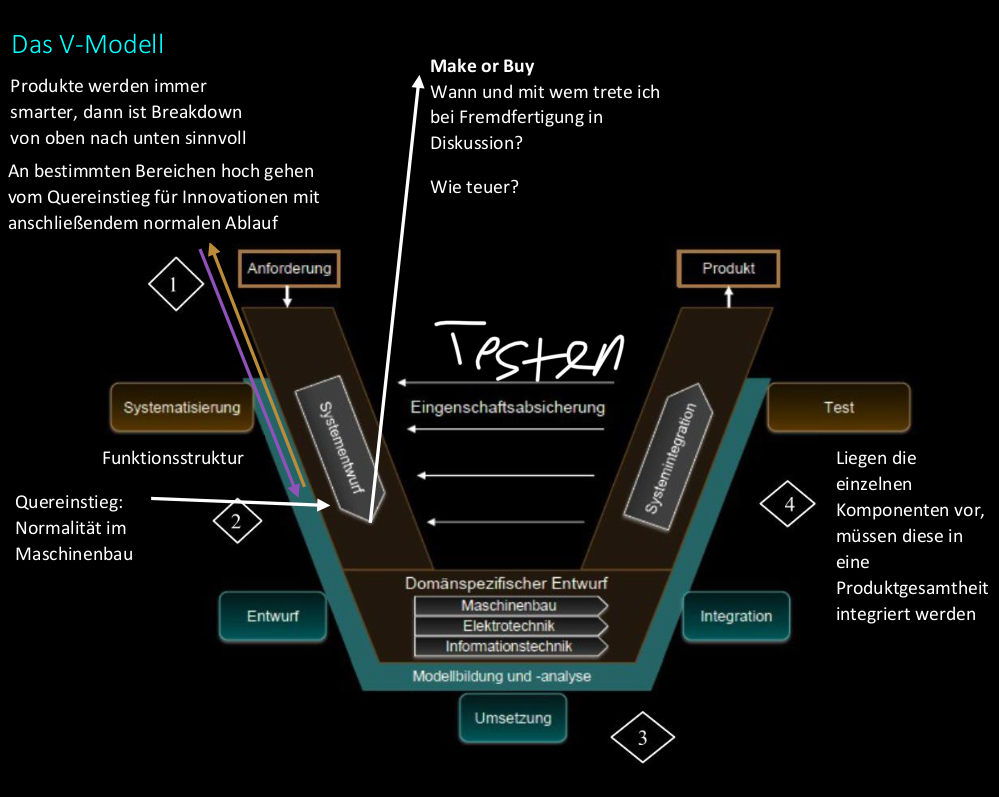 Das V-Modell
Produkte werden immer
smarter, dann ist Breakdown
von oben nach unten sinnvoll
An bestimmten Bereichen hoch gehen
vom Quereinstieg für Innovationen mit
anschließendem normalen Ablauf
Make or Buy
Wann und mit wem trete ich
bei Fremdfertigung in
Diskussion?
Wie teuer?
1
Anforderung
Produkt
Testen
Systematisierung
Systementwurf
Eingenschaftsabsicherung
Systemintegration
Test
Funktionsstruktur
Quereinstieg:
Normalität im
Maschinenbau
2
4
Liegen die
einzelnen
Komponenten vor,
müssen diese in
eine
Produktgesamtheit
integriert werden
Domänspezifischer Entwurf
Maschinenbau
Elektrotechnik
Informationstechnik
Entwurf
Integration
Modellbildung und -analyse
Umsetzung
3